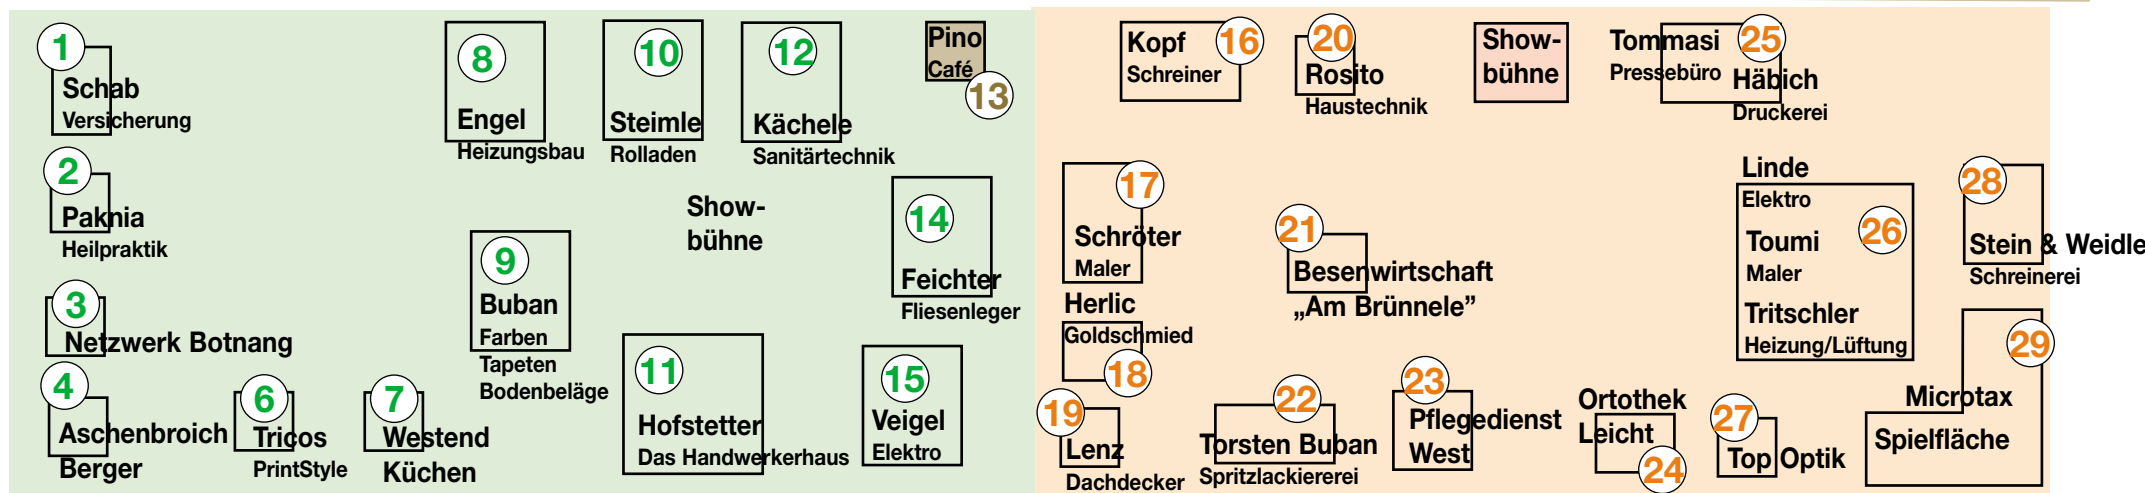 1
Schab
Versicherung
2
Paknia
Heilpraktik
3
Netzwerk Botnang
4
Aschenbroich
Berger
6
Tricos
PrintStyle
7
Westend
Küchen
8
Engel
Heizungsbau
9
Buban
Farben
Tapeten
Bodenbeläge
10
Steimle
Rolladen
11
Hofstetter
Das Handwerkerhaus
12
Kächele
Sanitärtechnik
Show-
bühne
Pino
Café
13
14
Feichter
Fliesenleger
15
Veigel
Elektro
Kopf
16
Schreiner
17
Schröter
Maler
Herlic
Goldschmied
18
19
Lenz
Dachdecker
20
Rosito
Haustechnik
21
Besenwirtschaft
„Am Brünnele”
22
Torsten Buban
Spritzlackiererei
23
Pflegedienst
West
Show-
bühne
Ortothek
Leicht
24
Tommasi
Pressebüro
25
Häbich
Druckerei
Linde
Elektro
26
Toumi
Maler
Tritschler
Heizung/Lüftung
27
Top Optik
28
Stein & Weidle
Schreinerei
29
Microtax
Spielfläche